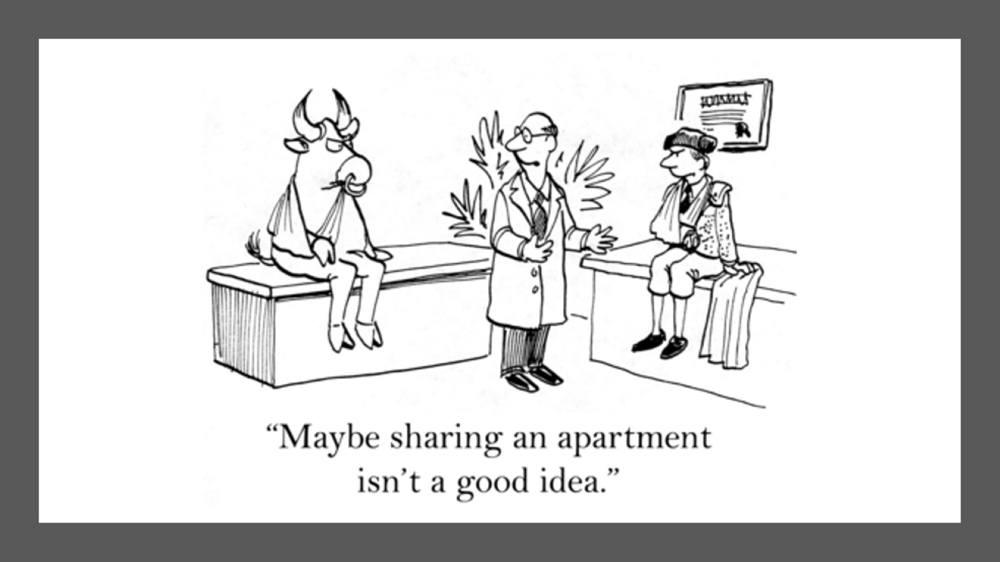 “Maybe sharing an apartment
isn’t a good idea.”